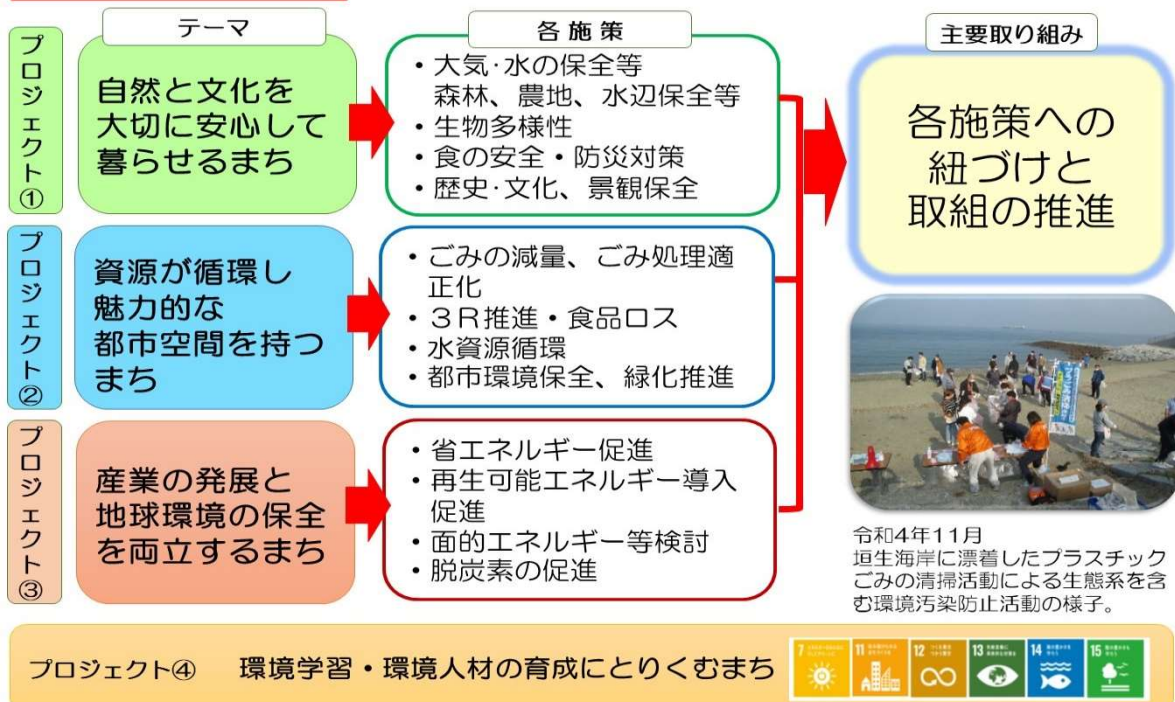 テーマ
各施策
主要取り組み
プロジェクト①
自然と文化を
大切に安心して
暮らせるまち
・大気・水の保全等
森林、農地、水辺保全等
・生物多様性
・食の安全・防災対策
・歴史・文化、景観保全
各施策への
紐づけと
取組の推進
プロジェクト②
資源が循環し
魅力的な
都市空間を持つ
まち
・ごみの減量、ごみ処理適
正化
・３Ｒ推進・食品ロス
・水資源循環
・都市環境保全、緑化推進
プロジェクト③
産業の発展と
地球環境の保全
を両立するまち
・省エネルギー促進
・再生可能エネルギー導入
促進
・面的エネルギー等検討
・脱炭素の促進
令和4年11月
垣生海岸に漂着したプラスチック
ごみの清掃活動による生態系を含
む環境汚染防止活動の様子。
プロジェクト④　環境学習・環境人材の育成にとりくむまち
7
11
12
13
14
15